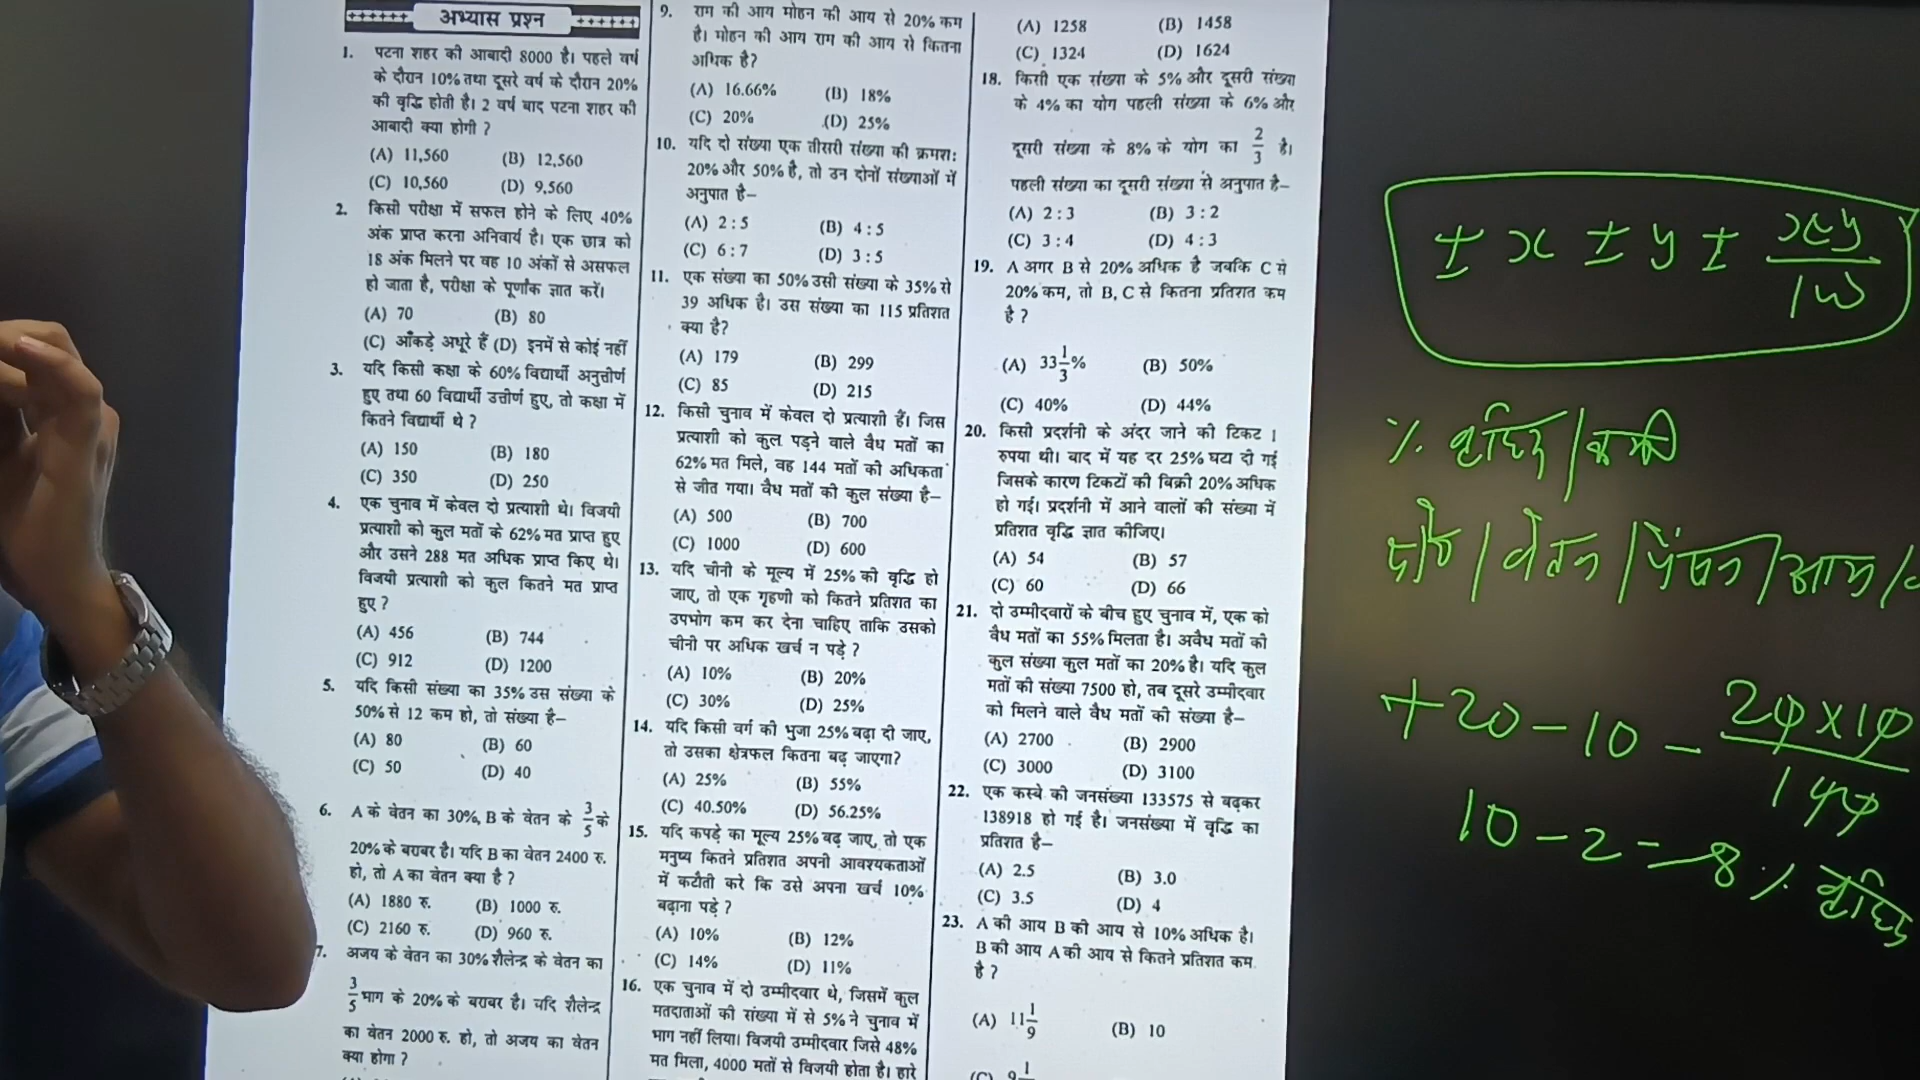 अभ्यास प्रश्न
1. पटना शहर की आबादी 8000 है। पहले वर्ष
के दौरान 10% तथा दूसरे वर्ष के दौरान 20%
की वृद्धि होती है। 2 वर्ष बाद पटना शहर की
आबादी क्या होगी ?
(A) 11,560 (B) 12,560
(C) 10,560 (D) 9,560
2. किसी परीक्षा में सफल होने के लिए 40%
अंक प्राप्त करना अनिवार्य है। एक छात्र को
18 अंक मिलने पर वह 10 अंकों से असफल
हो जाता है, परीक्षा के पूर्णांक ज्ञात करें।
(A) 70 (B) 80
(C) आँकड़े अधूरे हैं (D) इनमें से कोई नहीं
3. यदि किसी कक्षा के 60% विद्यार्थी अनुत्तीर्ण
हुए तथा 60 विद्यार्थी उत्तीर्ण हुए, तो कक्षा में
कितने विद्यार्थी थे ?
(A) 150 (B) 180
(C) 350 (D) 250
4. एक चुनाव में केवल दो प्रत्याशी थे। विजयी
प्रत्याशी को कुल मतों के 62% मत प्राप्त हुए
और उसने 288 मत अधिक प्राप्त किए थे।
विजयी प्रत्याशी को कुल कितने मत प्राप्त
हुए ?
(A) 456 (B) 744
(C) 912 (D) 1200
5. यदि किसी संख्या का 35% उस संख्या के
50% से 12 कम हो, तो संख्या है–
(A) 80 (B) 60
(C) 50 (D) 40
6. A के वेतन का 30%, B के वेतन के 3/5 के
20% के बराबर है। यदि B का वेतन 2400 रु.
हो, तो A का वेतन क्या है ?
(A) 1880 रु. (B) 1000 रु.
(C) 2160 रु. (D) 960 रु.
7. अजय के वेतन का 30% शैलेन्द्र के वेतन का
3/5 भाग के 20% के बराबर है। यदि शैलेन्द्र
का वेतन 2000 रु. हो, तो अजय का वेतन
क्या होगा ?
9. राम की आय मोहन की आय से 20% कम
है। मोहन की आय राम की आय से कितना
अधिक है?
(A) 16.66% (B) 18%
(C) 20% (D) 25%
10. यदि दो संख्या एक तीसरी संख्या की क्रमश:
20% और 50% है, तो उन दोनों संख्याओं में
अनुपात है–
(A) 2 : 5 (B) 4 : 5
(C) 6 : 7 (D) 3 : 5
11. एक संख्या का 50% उसी संख्या के 35% से
39 अधिक है। उस संख्या का 115 प्रतिशत
क्या है?
(A) 179 (B) 299
(C) 85 (D) 215
12. किसी चुनाव में केवल दो प्रत्याशी हैं। जिस
प्रत्याशी को कुल पड़ने वाले वैध मतों का
62% मत मिले, वह 144 मतों की अधिकता
से जीत गया। वैध मतों की कुल संख्या है–
(A) 500 (B) 700
(C) 1000 (D) 600
13. यदि चीनी के मूल्य में 25% की वृद्धि हो
जाए, तो एक गृहणी को कितने प्रतिशत का
उपभोग कम कर देना चाहिए ताकि उसको
चीनी पर अधिक खर्च न पड़े ?
(A) 10% (B) 20%
(C) 30% (D) 25%
14. यदि किसी वर्ग की भुजा 25% बढ़ा दी जाए,
तो उसका क्षेत्रफल कितना बढ़ जाएगा?
(A) 25% (B) 55%
(C) 40.50% (D) 56.25%
15. यदि कपड़े का मूल्य 25% बढ़ जाए, तो एक
मनुष्य कितने प्रतिशत अपनी आवश्यकताओं
में कटौती करे कि उसे अपना खर्च 10%
बढ़ाना पड़े ?
(A) 10% (B) 12%
(C) 14% (D) 11%
16. एक चुनाव में दो उम्मीदवार थे, जिसमें कुल
मतदाताओं की संख्या में से 5% ने चुनाव में
भाग नहीं लिया। विजयी उम्मीदवार जिसे 48%
मत मिला, 4000 मतों से विजयी होता है। हारे
(A) 1258 (B) 1458
(C) 1324 (D) 1624
18. किसी एक संख्या के 5% और दूसरी संख्या
के 4% का योग पहली संख्या के 6% और
दूसरी संख्या के 8% के योग का 2/3 है।
पहली संख्या का दूसरी संख्या से अनुपात है–
(A) 2 : 3 (B) 3 : 2
(C) 3 : 4 (D) 4 : 3
19. A अगर B से 20% अधिक है जबकि C से
20% कम, तो B, C से कितना प्रतिशत कम
है ?
(A) 33 1/3% (B) 50%
(C) 40% (D) 44%
20. किसी प्रदर्शनी के अंदर जाने की टिकट 1
रुपया थी। बाद में यह दर 25% घटा दी गई
जिसके कारण टिकटों की बिक्री 20% अधिक
हो गई। प्रदर्शनी में आने वालों की संख्या में
प्रतिशत वृद्धि ज्ञात कीजिए।
(A) 54 (B) 57
(C) 60 (D) 66
21. दो उम्मीदवारों के बीच हुए चुनाव में, एक को
वैध मतों का 55% मिलता है। अवैध मतों की
कुल संख्या कुल मतों का 20% है। यदि कुल
मतों की संख्या 7500 हो, तब दूसरे उम्मीदवार
को मिलने वाले वैध मतों की संख्या है–
(A) 2700 (B) 2900
(C) 3000 (D) 3100
22. एक कस्बे की जनसंख्या 133575 से बढ़कर
138918 हो गई है। जनसंख्या में वृद्धि का
प्रतिशत है–
(A) 2.5 (B) 3.0
(C) 3.5 (D) 4
23. A की आय B की आय से 10% अधिक है।
B की आय A की आय से कितने प्रतिशत कम
है ?
(A) 11 1/9 (B) 10
(C) 9 1
± x ± y ± xxy/100
% वृद्धि / कमी
/ वेतन / पेंशन / आय /
+20 – 10 – 20×10/100
10 – 2 = 8% वृद्धि